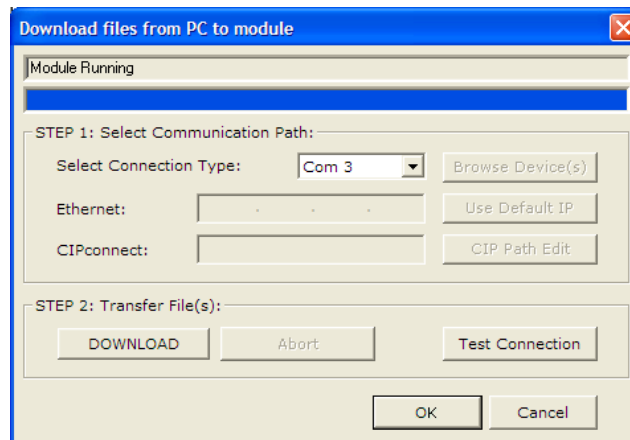 Download files from PC to module
Module Running
STEP 1: Select Communication Path:
Select Connection Type: Com 3 Browse Device(s)
Ethernet: . . . Use Default IP
CIPconnect: CIP Path Edit
STEP 2: Transfer File(s):
DOWNLOAD Abort Test Connection
OK Cancel